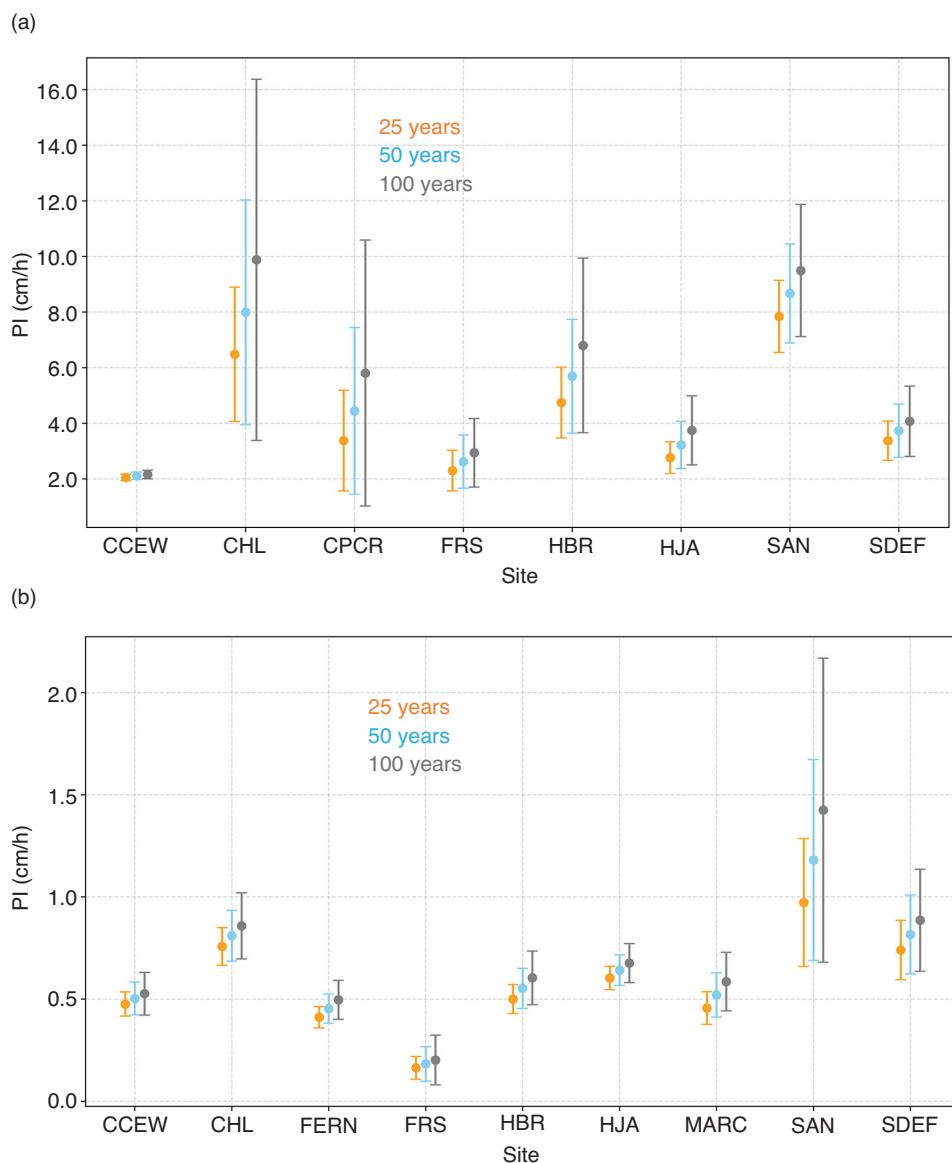 (a)
16.0
14.0
12.0
10.0
8.0
6.0
4.0
2.0
PI (cm/h)
25 years
50 years
100 years
CCEW CHL CPCR FRS HBR HJA SAN SDEF
Site
(b)
2.0
1.5
1.0
0.5
0.0
PI (cm/h)
25 years
50 years
100 years
CCEW CHL FERN FRS HBR HJA MARC SAN SDEF
Site